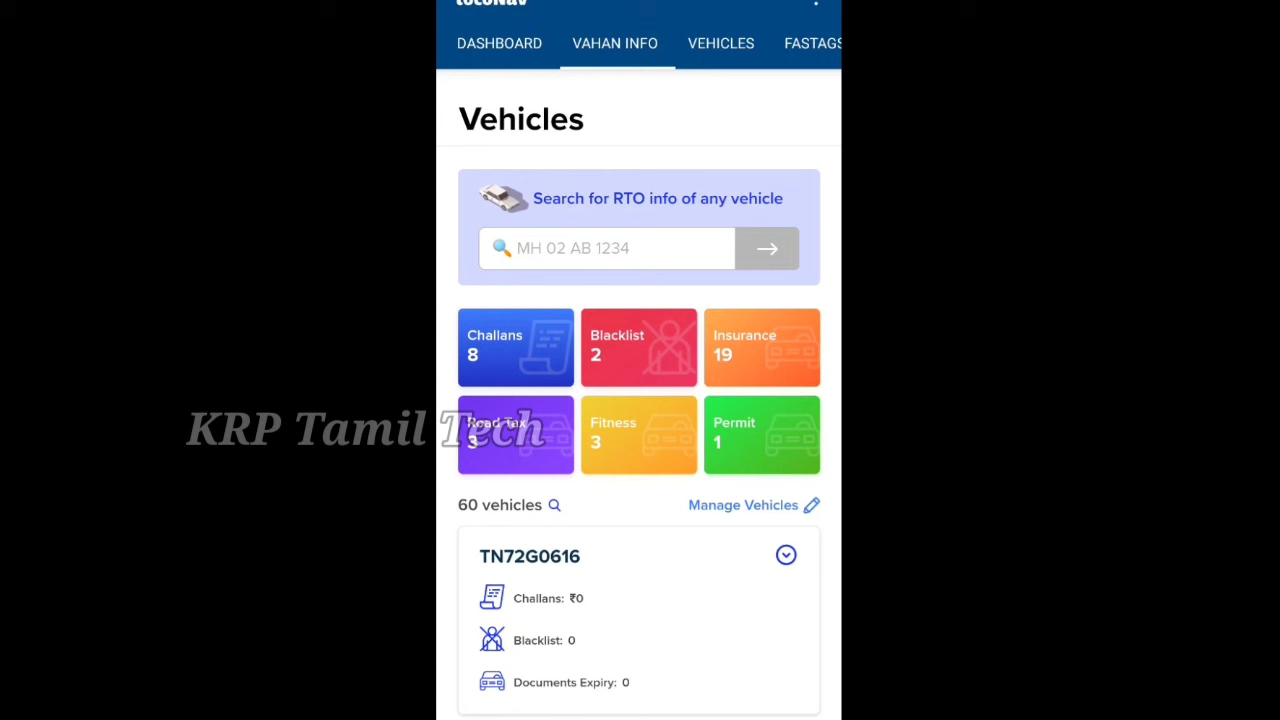 DASHBOARD VAHAN INFO VEHICLES FASTAGS
Vehicles
Search for RTO info of any vehicle
MH 02 AB 1234
Challans Blacklist Insurance
8 2 19
Road Tax Fitness Permit
3 3 1
KRP Tamil Tech
60 vehicles Manage Vehicles
TN72G0616
Challans: ₹0
Blacklist: 0
Documents Expiry: 0